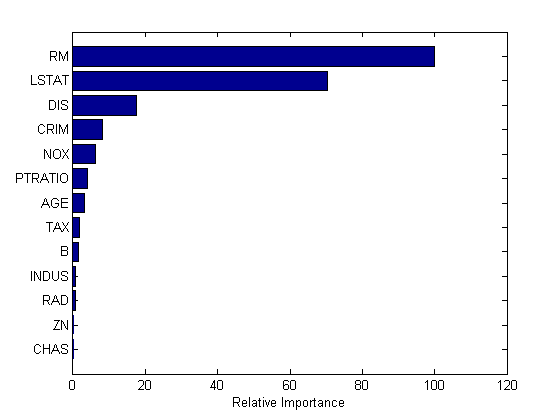 RM
LSTAT
DIS
CRIM
NOX
PTRATIO
AGE
TAX
B
INDUS
RAD
ZN
CHAS
0 20 40 60 80 100 120
Relative Importance